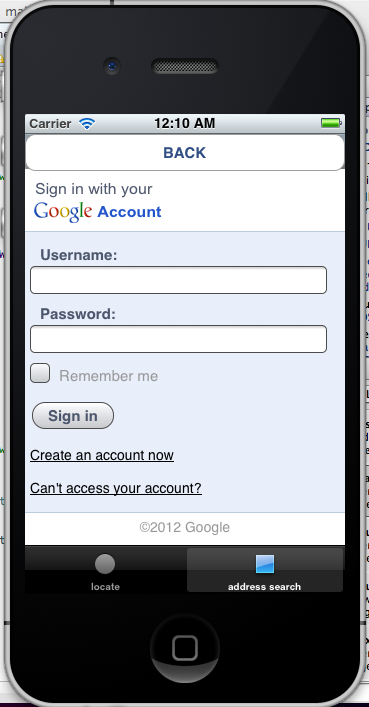 Carrier 12:10 AM
BACK
Sign in with your
Google Account
Username:
Password:
Remember me
Sign in
Create an account now
Can't access your account?
©2012 Google
locate address search